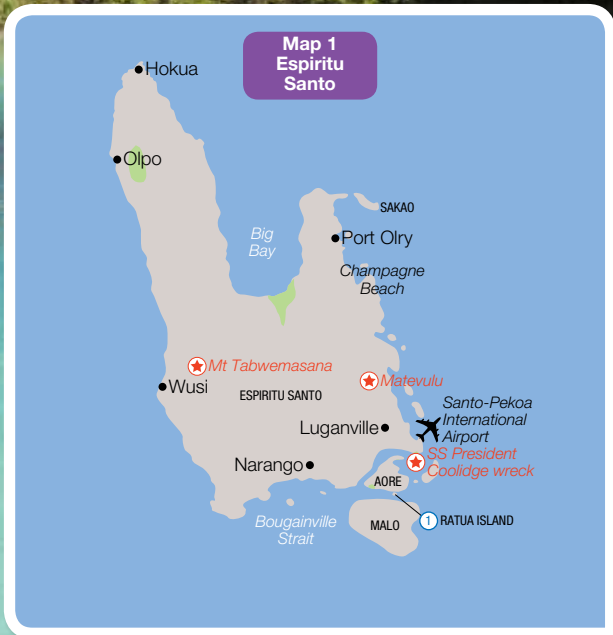 Map 1
Espiritu
Santo
Hokua
Olpo
SAKAO
Big
Bay
Port Olry
Champagne
Beach
Mt Tabwemasana
Matevulu
Wusi
ESPIRITU SANTO
Santo-Pekoa
International
Airport
Luganville
SS President
Coolidge wreck
Narango
AORE
Bougainville
Strait
MALO
1 RATUA ISLAND